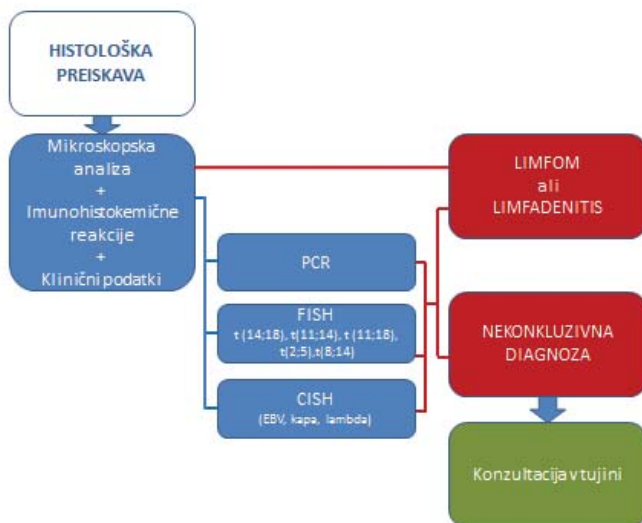 HISTOLOŠKA
PREISKAVA
Mikroskopska
analiza
+
Imunohistokemične
reakcije
+
Klinični podatki
PCR
FISH
t (14;18), t(11;14), t (11;18),
t(2;5),t(8;14)
CISH
(EBV, kapa, lambda)
LIMFOM
ali
LIMFADENITIS
NEKONKLUZIVNA
DIAGNOZA
Konzultacija v tujini